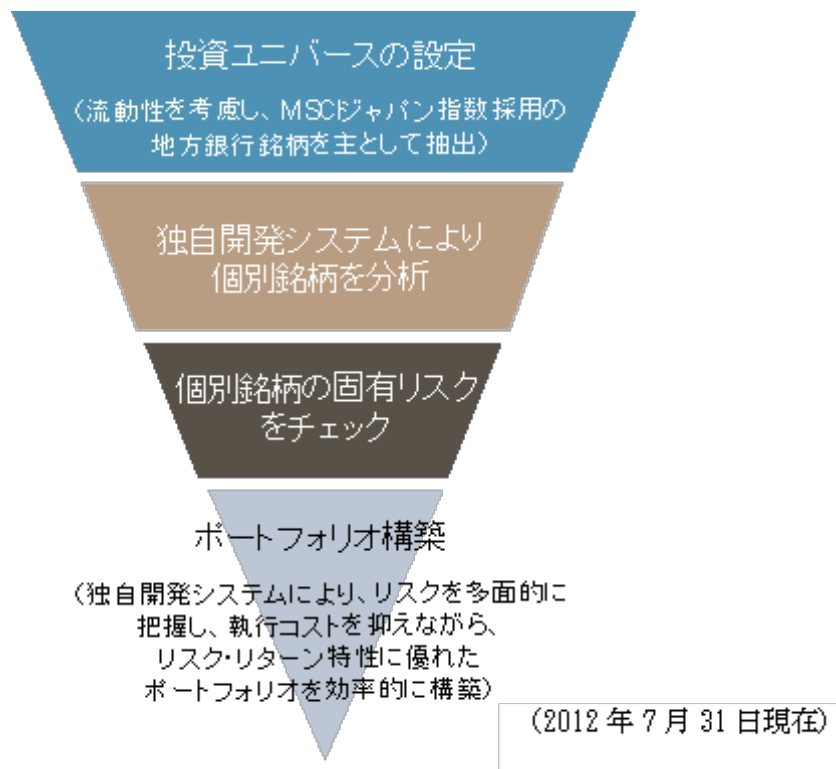 投資ユニバースの設定
(流動性を考慮し、MSCIジャパン指数採用の
地方銀行銘柄を主として抽出)
独自開発システムにより
個別銘柄を分析
個別銘柄の固有リスク
をチェック
ポートフォリオ構築
(独自開発システムにより、リスクを多面的に
把握し、執行コストを抑えながら、
リスク・リターン特性に優れた
ポートフォリオを効率的に構築)
(2012 年 7 月 31 日現在)